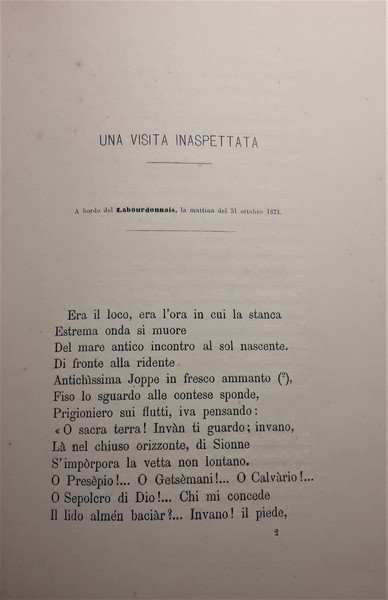 UNA VISITA INASPETTATA
A bordo del Labourdonnais, la mattina del 21 ottobre 1871.
Era il loco, era l'ora in cui la stanca
Estrema onda si muore
Del mare antico incontro al sol nascente.
Di fronte alla ridente
Antichìssima Joppe in fresco ammanto (²),
Fiso lo sguardo alle contese sponde,
Prigioniero sui flutti, iva pensando:
« O sacra terra! Invàn ti guardo; invano,
Là nel chiuso orizzonte, di Sionne
S'impòrpora la vetta non lontano.
O Presèpio!... O Getsèmani!... O Calvàrio!...
O Sepolcro di Dio!... Chi mi concede
Il lido almén baciàr?... Invano! il piede,
2